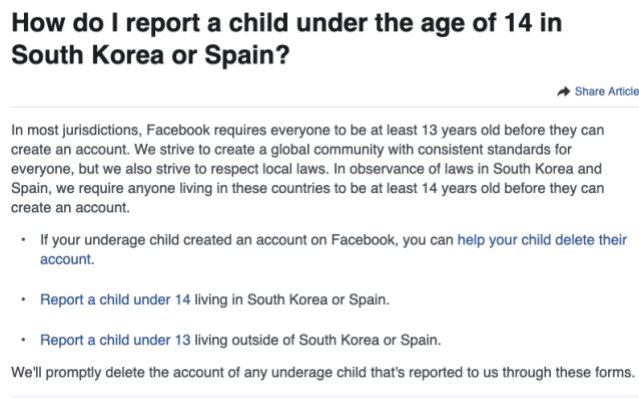 How do I report a child under the age of 14 in
South Korea or Spain?
Share Article
In most jurisdictions, Facebook requires everyone to be at least 13 years old before they can
create an account. We strive to create a global community with consistent standards for
everyone, but we also strive to respect local laws. In observance of laws in South Korea and
Spain, we require anyone living in these countries to be at least 14 years old before they can
create an account.
• If your underage child created an account on Facebook, you can help your child delete their
account.
• Report a child under 14 living in South Korea or Spain.
• Report a child under 13 living outside of South Korea or Spain.
We'll promptly delete the account of any underage child that's reported to us through these forms.